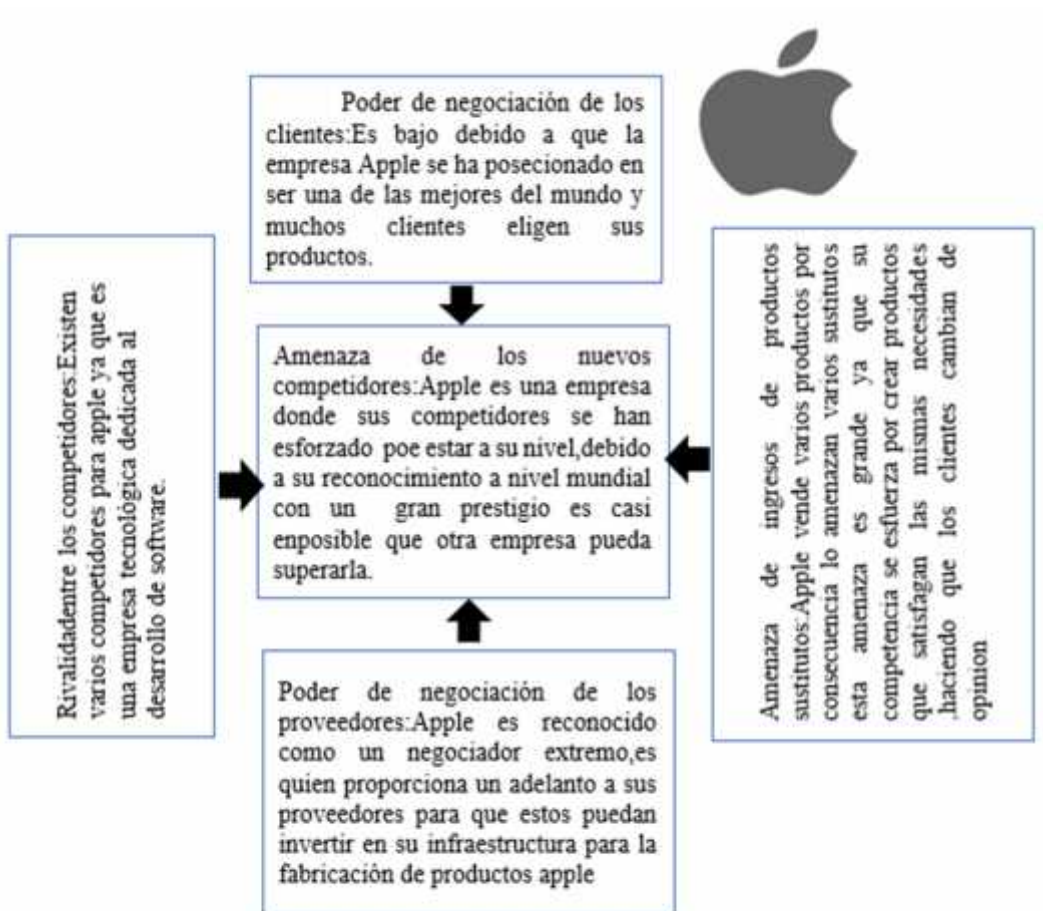 Poder de negociación de los
clientes:Es bajo debido a que la
empresa Apple se ha posecionado en
ser una de las mejores del mundo y
muchos clientes eligen sus
productos.
Rivalidadentre los competidores:Existen
varios competidores para apple ya que es
una empresa tecnológica dedicada al
desarrollo de software.
Amenaza de los nuevos
competidores:Apple es una empresa
donde sus competidores se han
esforzado poe estar a su nivel,debido
a su reconocimiento a nivel mundial
con un gran prestigio es casi
enposible que otra empresa pueda
superarla.
Amenaza de ingresos de productos
sustitutos:Apple vende varios productos por
consecuencia lo amenazan varios sustitutos
esta amenaza es grande ya que su
competencia se esfuerza por crear productos
que satisfagan las mismas necesidades
,haciendo que los clientes cambian de
opinion
Poder de negociación de los
proveedores:Apple es reconocido
como un negociador extremo,es
quien proporciona un adelanto a sus
proveedores para que estos puedan
invertir en su infraestructura para la
fabricación de productos apple